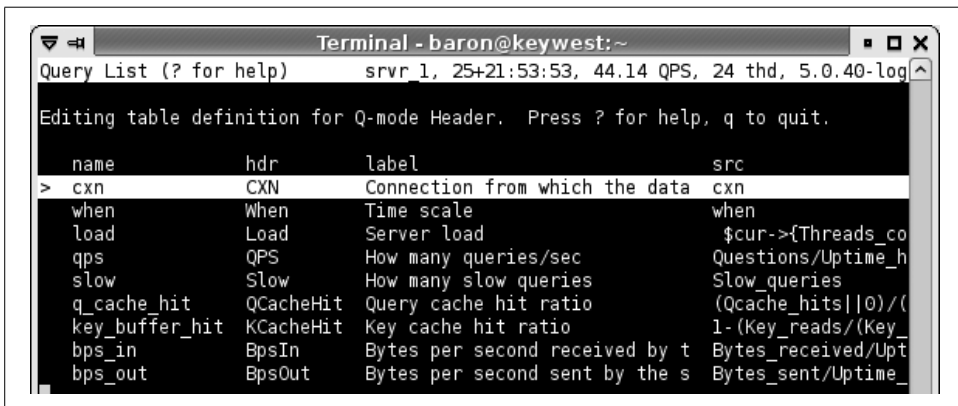 Terminal - baron@keywest:~
Query List (? for help) srvr_1, 25+21:53:53, 44.14 QPS, 24 thd, 5.0.40-log
Editing table definition for Q-mode Header. Press ? for help, q to quit.
name hdr label src
> cxn CXN Connection from which the data cxn
when When Time scale when
load Load Server load $cur->{Threads_co
qps QPS How many queries/sec Questions/Uptime_h
slow Slow How many slow queries Slow_queries
q_cache_hit QCacheHit Query cache hit ratio (Qcache_hits||0)/(
key_buffer_hit KCacheHit Key cache hit ratio 1-(Key_reads/(Key_
bps_in BpsIn Bytes per second received by t Bytes_received/Upt
bps_out BpsOut Bytes per second sent by the s Bytes_sent/Uptime_